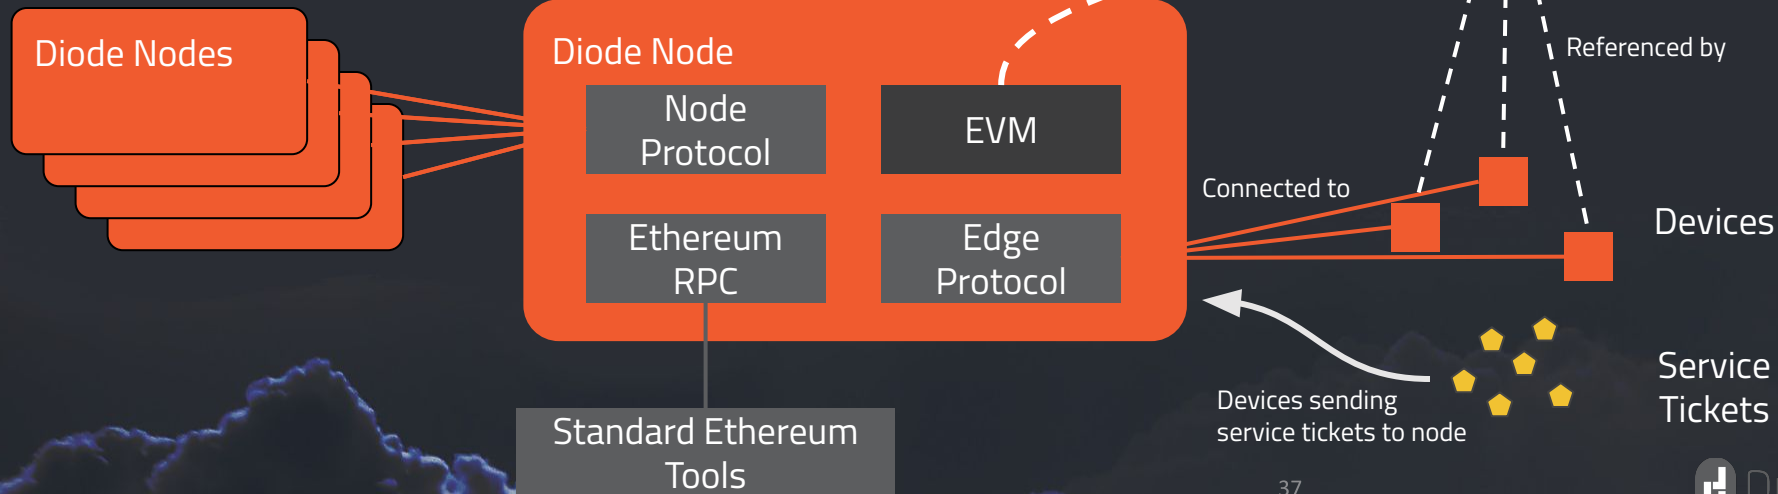 Diode Nodes
Diode Node
Node
Protocol
EVM
Ethereum
RPC
Edge
Protocol
Standard Ethereum
Tools
Referenced by
Connected to
Devices
Devices sending
service tickets to node
Service
Tickets
37